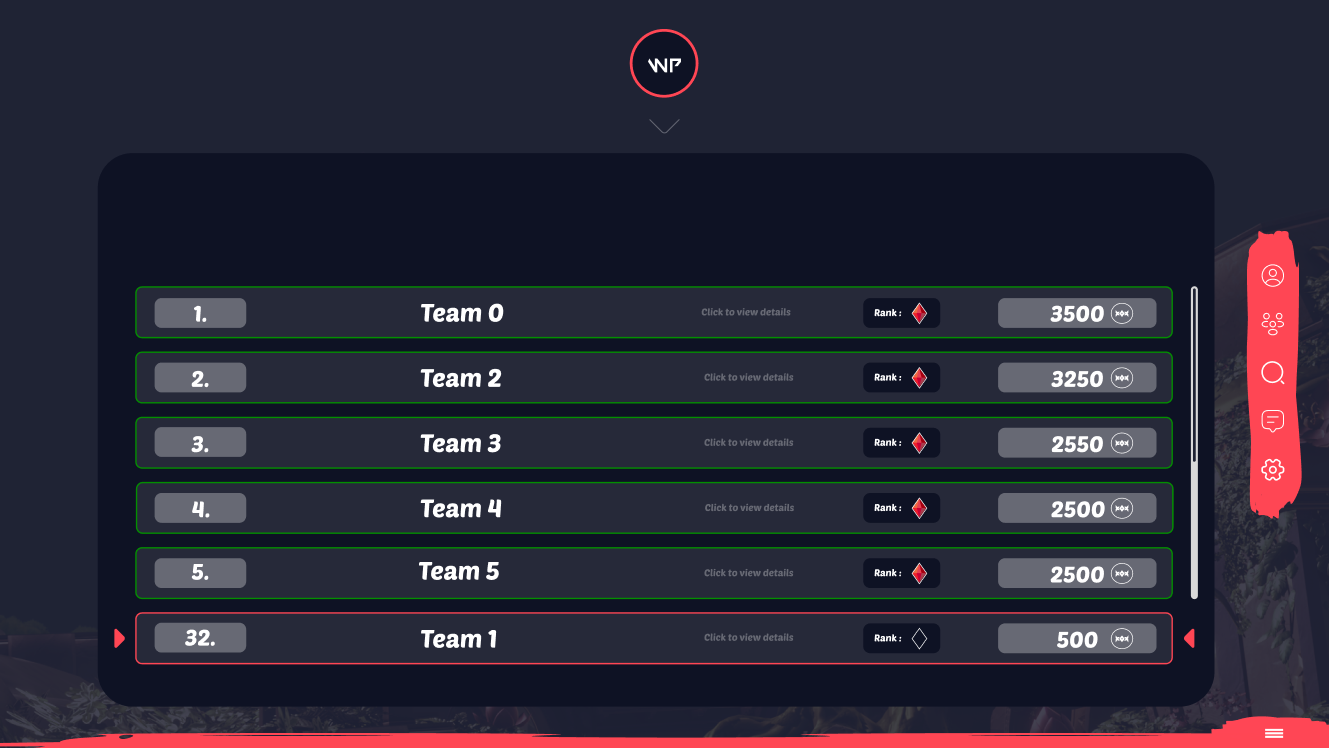 WP
1. Team 0 Click to view details Rank : 3500
2. Team 2 Click to view details Rank : 3250
3. Team 3 Click to view details Rank : 2550
4. Team 4 Click to view details Rank : 2500
5. Team 5 Click to view details Rank : 2500
32. Team 1 Click to view details Rank : 500